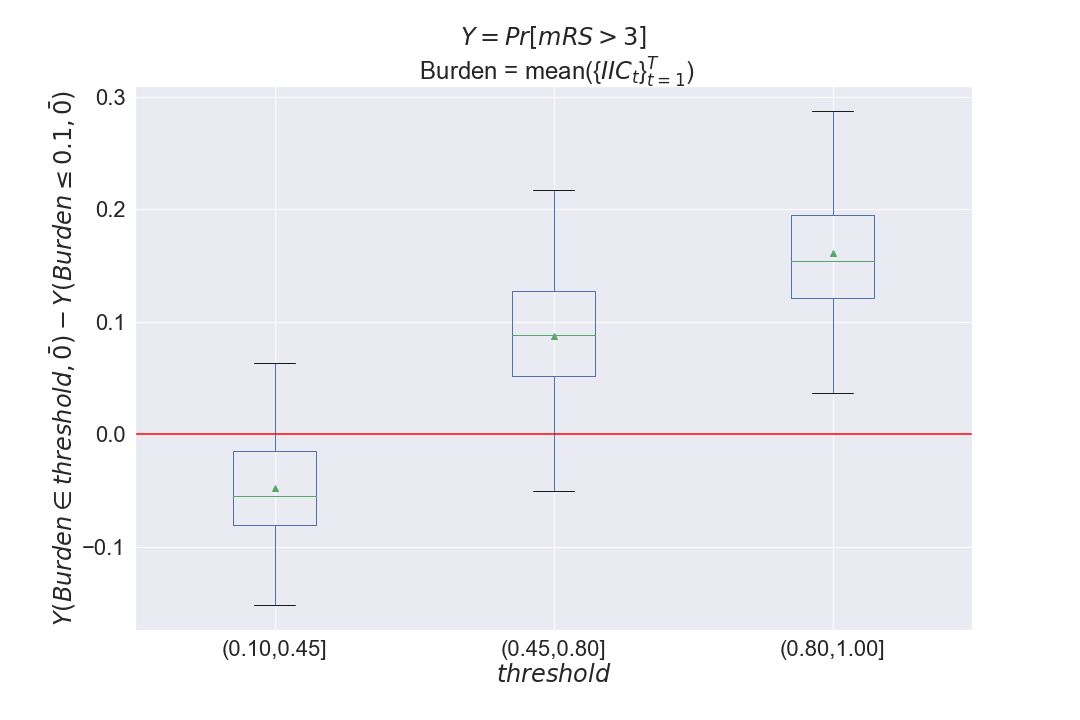 Y = Pr[mRS > 3]
Burden = mean({IIC_t}_{t=1}^T)
Y(Burden ∈ threshold, 0̄) − Y(Burden ≤ 0.1, 0̄)
0.3
0.2
0.1
0.0
−0.1
(0.10,0.45]
(0.45,0.80]
(0.80,1.00]
threshold